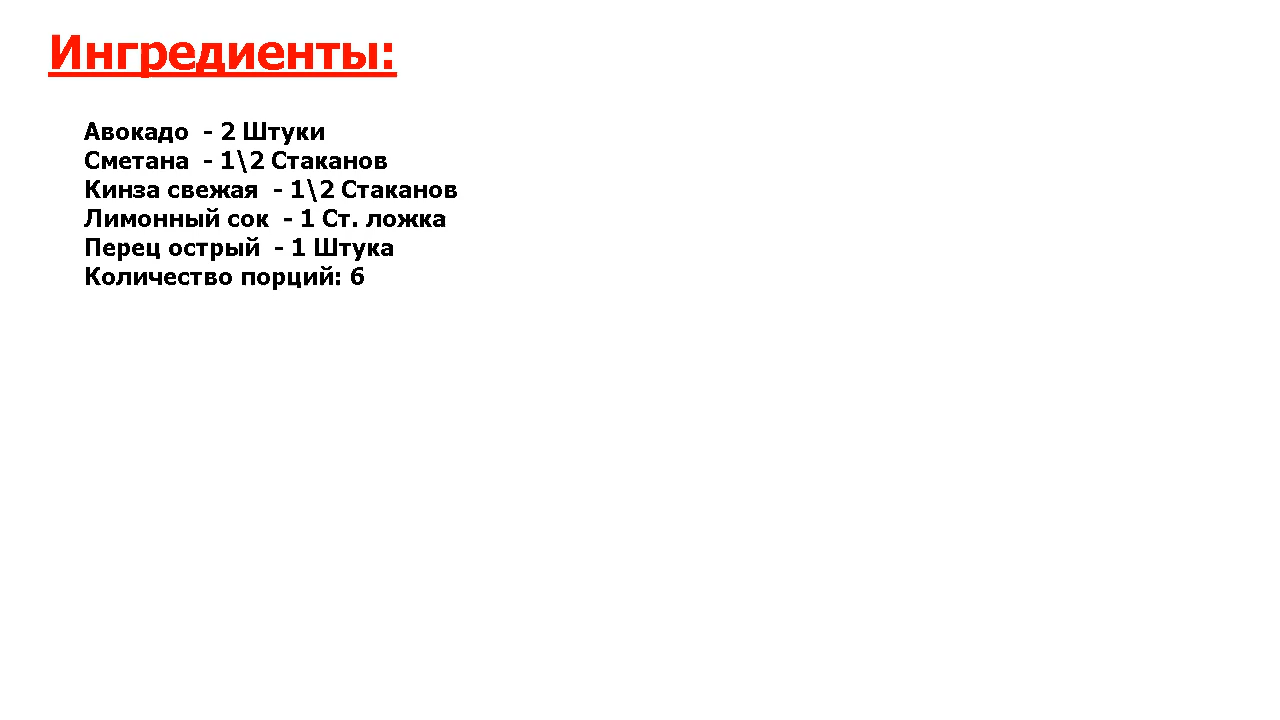 Ингредиенты:
Авокадо  - 2 Штуки
Сметана  - 1\2 Стаканов
Кинза свежая  - 1\2 Стаканов
Лимонный сок  - 1 Ст. ложка
Перец острый  - 1 Штука
Количество порций: 6